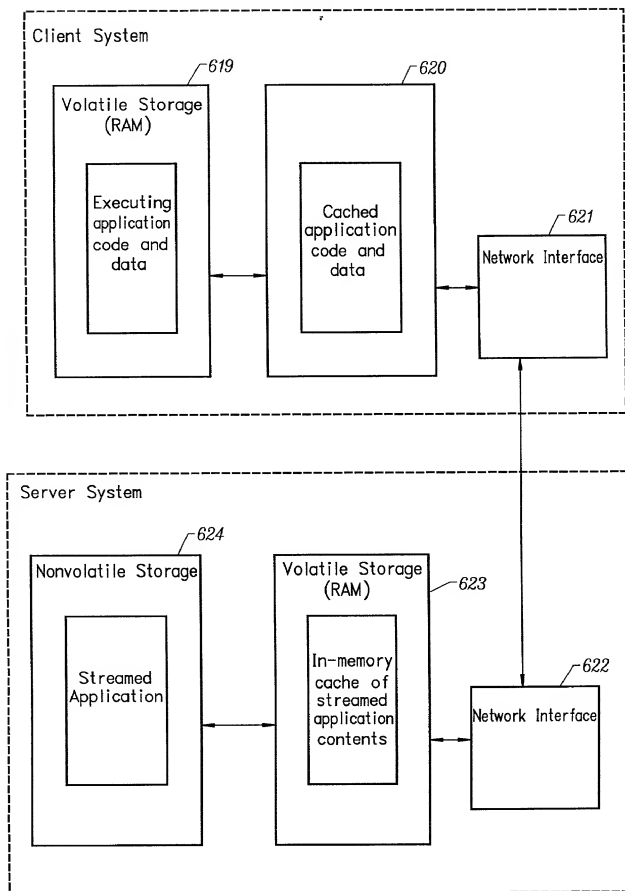 Client System
619
620
Volatile Storage
(RAM)
Executing
application
code and
data
Cached
application
code and
data
621
Network Interface
Server System
624
Nonvolatile Storage
Streamed
Application
Volatile Storage
(RAM)
623
In-memory
cache of
streamed
application
contents
622
Network Interface